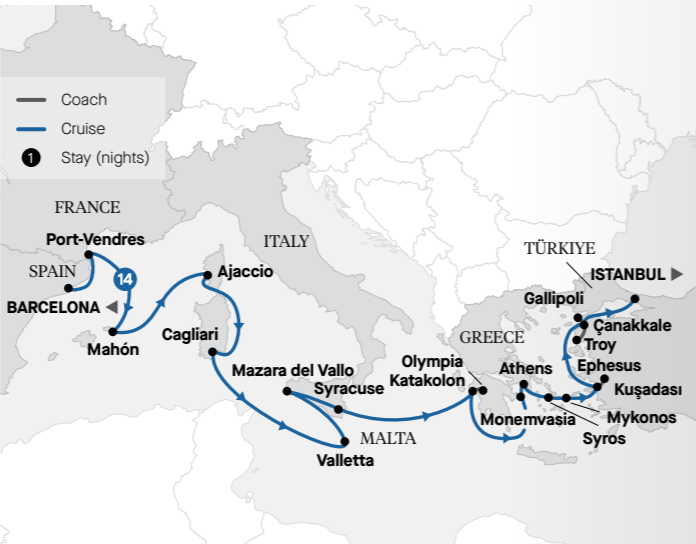 Coach
Cruise
1 Stay (nights)
FRANCE
Port-Vendres
SPAIN
14
BARCELONA
Mahón
Ajaccio
ITALY
Cagliari
Mazara del Vallo
Syracuse
MALTA
Valletta
TÜRKIYE
ISTANBUL
Gallipoli
Çanakkale
Troy
GREECE
Olympia
Katakolon
Athens
Ephesus
Kuşadası
Monemvasia
Mykonos
Syros